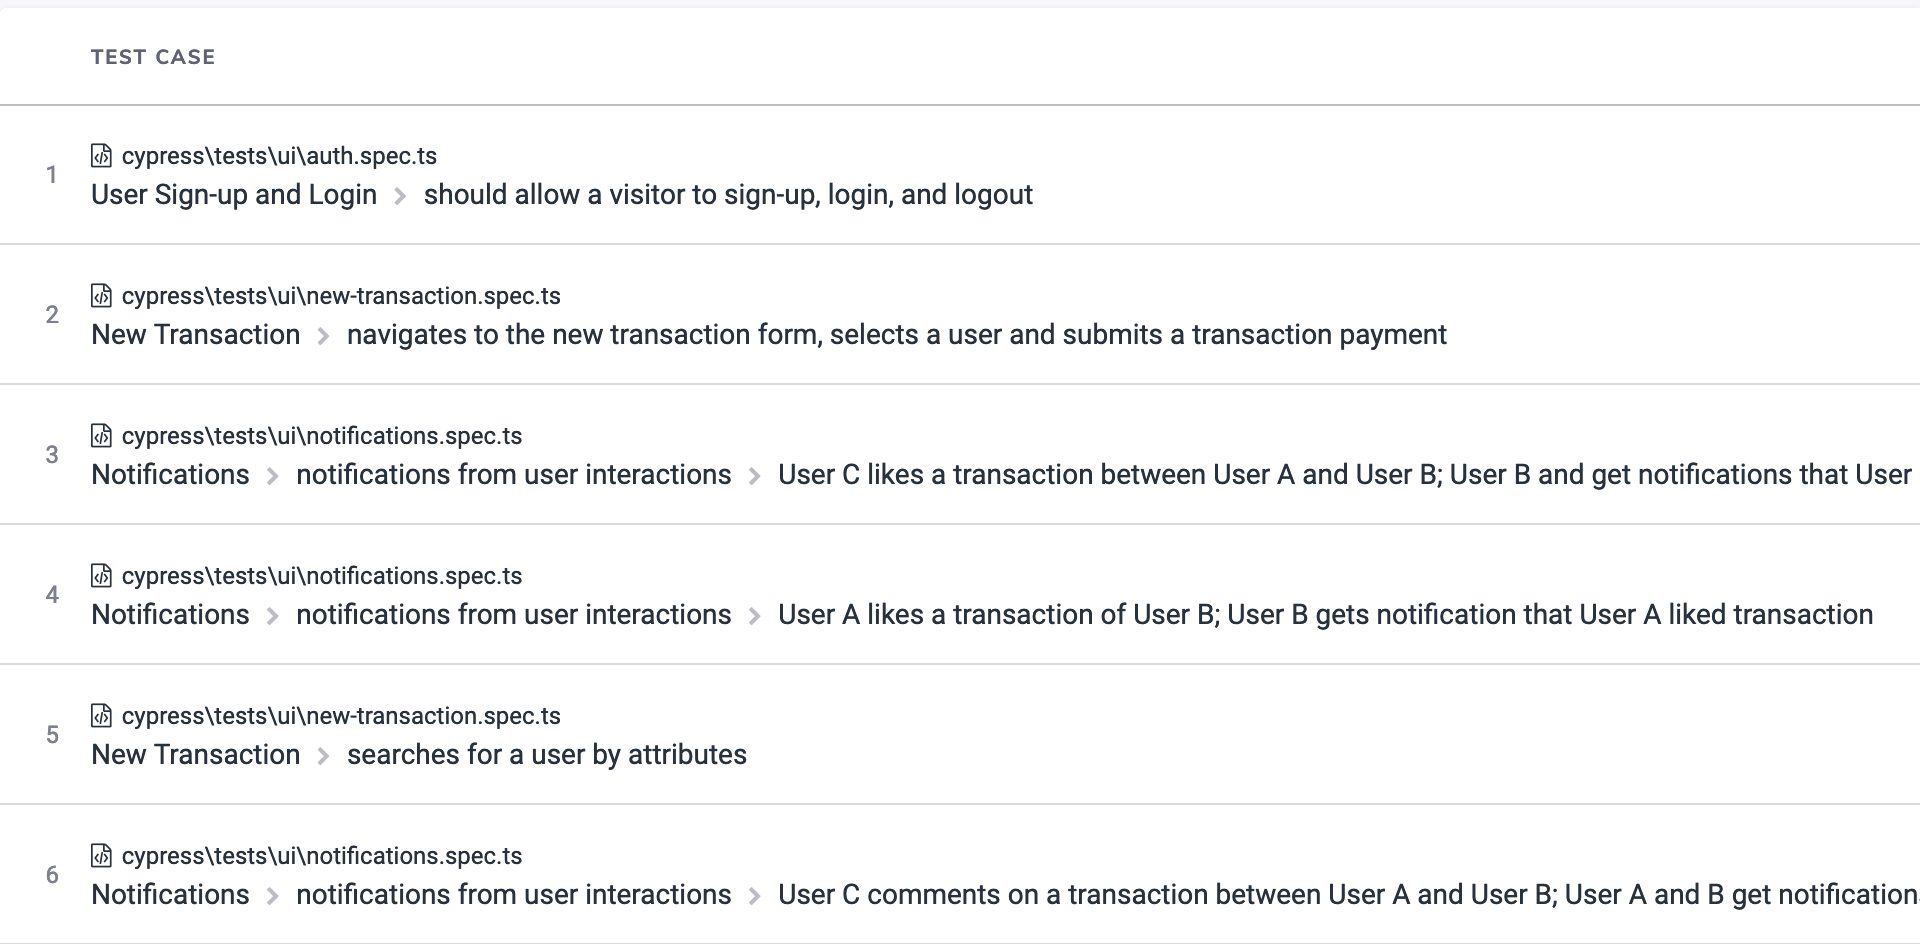 TEST CASE
1
cypress\tests\ui\auth.spec.ts
User Sign-up and Login > should allow a visitor to sign-up, login, and logout
2
cypress\tests\ui\new-transaction.spec.ts
New Transaction > navigates to the new transaction form, selects a user and submits a transaction payment
3
cypress\tests\ui\notifications.spec.ts
Notifications > notifications from user interactions > User C likes a transaction between User A and User B; User B and get notifications that User
4
cypress\tests\ui\notifications.spec.ts
Notifications > notifications from user interactions > User A likes a transaction of User B; User B gets notification that User A liked transaction
5
cypress\tests\ui\new-transaction.spec.ts
New Transaction > searches for a user by attributes
6
cypress\tests\ui\notifications.spec.ts
Notifications > notifications from user interactions > User C comments on a transaction between User A and User B; User A and B get notification